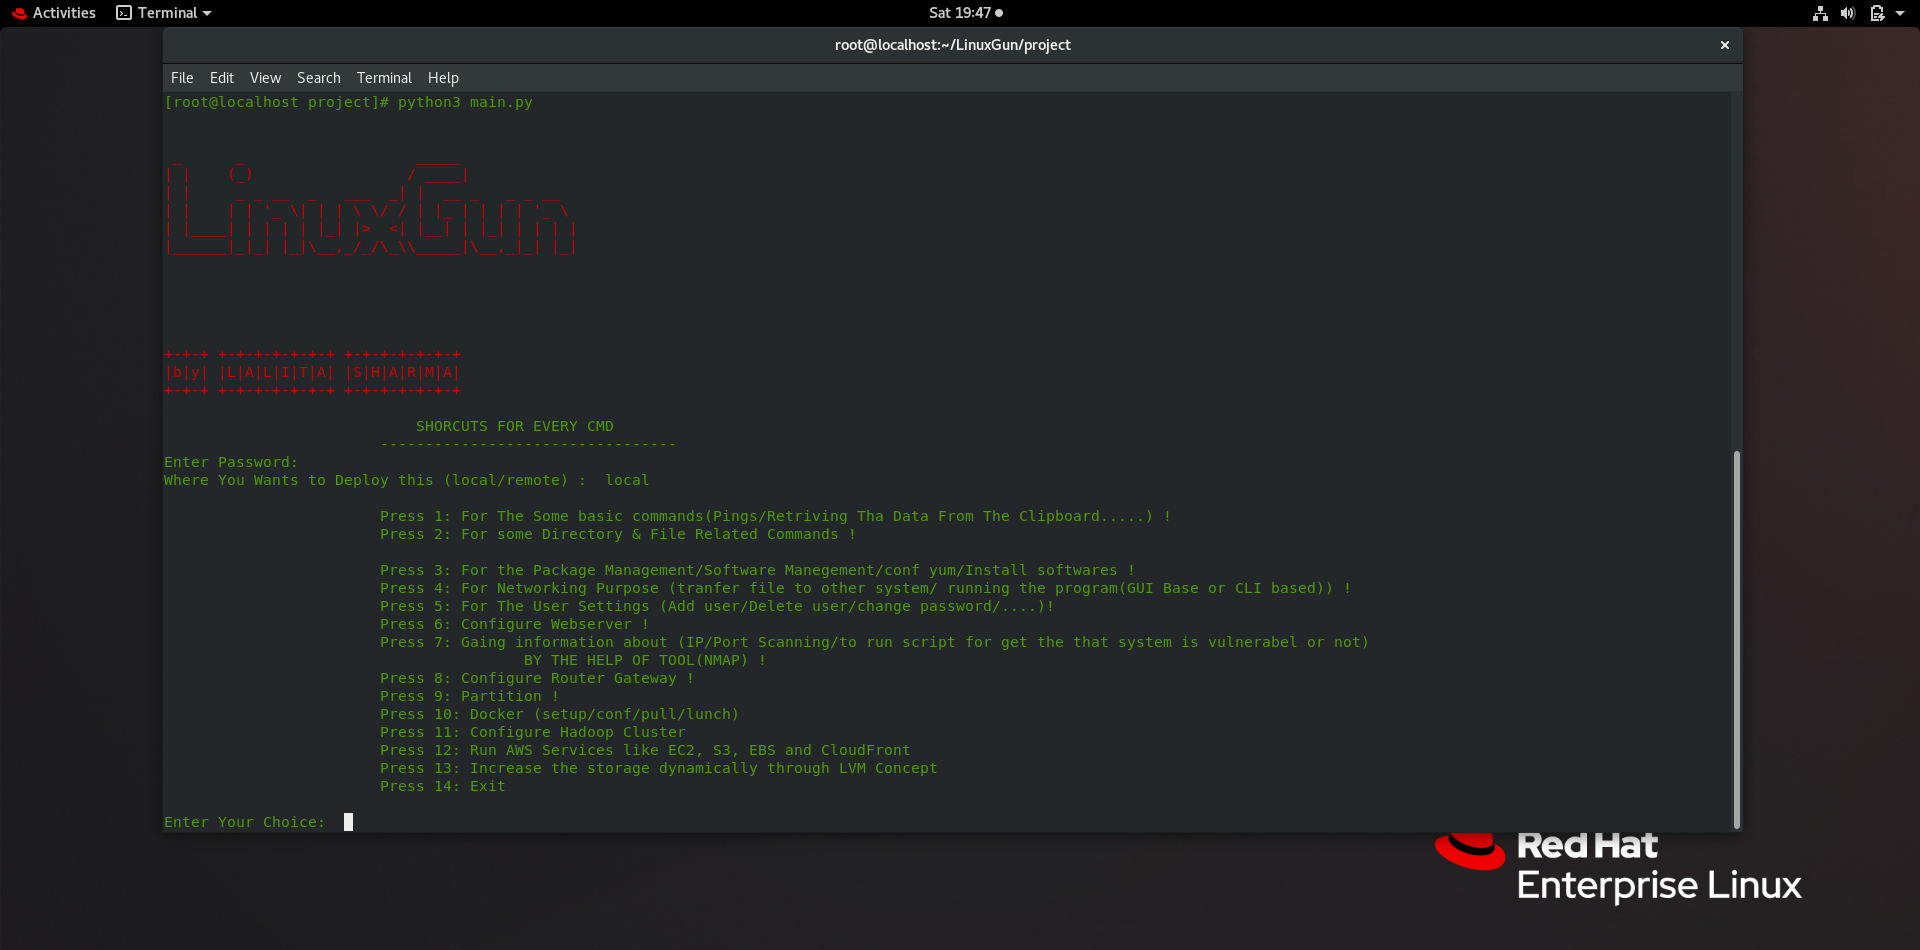 Activities Terminal Sat 19:47
root@localhost:~/LinuxGun/project
File Edit View Search Terminal Help
[root@localhost project]# python3 main.py
LinuxGun
+-+-+ +-+-+-+-+-+-+ +-+-+-+-+-+-+
|b|y| |L|A|L|I|T|A| |S|H|A|R|M|A|
+-+-+ +-+-+-+-+-+-+ +-+-+-+-+-+-+
SHORCUTS FOR EVERY CMD
---------------------------------
Enter Password:
Where You Wants to Deploy this (local/remote) :  local
Press 1: For The Some basic commands(Pings/Retriving Tha Data From The Clipboard.....) !
Press 2: For some Directory & File Related Commands !
Press 3: For the Package Management/Software Manegement/conf yum/Install softwares !
Press 4: For Networking Purpose (tranfer file to other system/ running the program(GUI Base or CLI based)) !
Press 5: For The User Settings (Add user/Delete user/change password/....)!
Press 6: Configure Webserver !
Press 7: Gaing information about (IP/Port Scanning/to run script for get the that system is vulnerabel or not)
BY THE HELP OF TOOL(NMAP) !
Press 8: Configure Router Gateway !
Press 9: Partition !
Press 10: Docker (setup/conf/pull/lunch)
Press 11: Configure Hadoop Cluster
Press 12: Run AWS Services like EC2, S3, EBS and CloudFront
Press 13: Increase the storage dynamically through LVM Concept
Press 14: Exit
Enter Your Choice:
Red Hat
Enterprise Linux